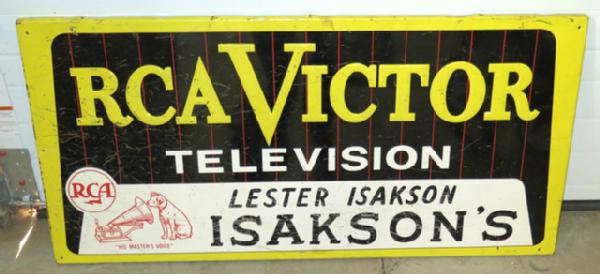 RCA VICTOR
TELEVISION
RCA
LESTER ISAKSON
ISAKSON'S
"HIS MASTER'S VOICE"